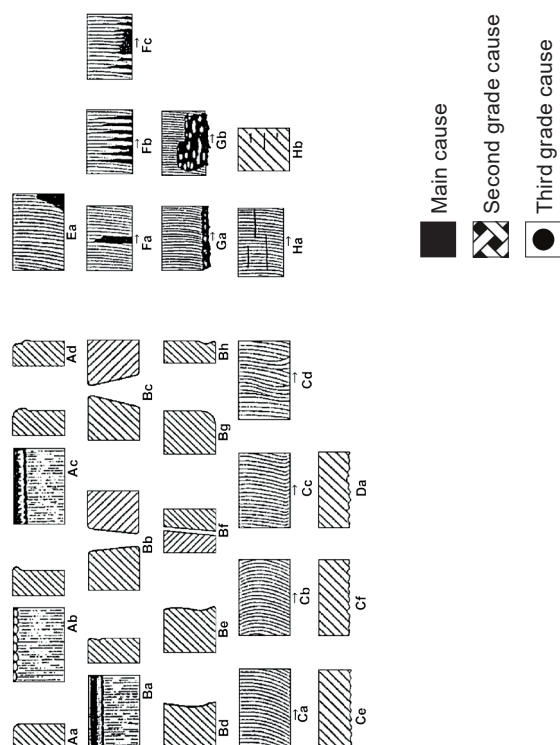 Aa Ab Ac Ad Ea
Ba Bb Bc Fa Fb Fc
Bd Be Bf Bg Bh Ga Gb
Ca Cb Cc Cd Ha Hb
Ce Cf Da
Main cause
Second grade cause
Third grade cause